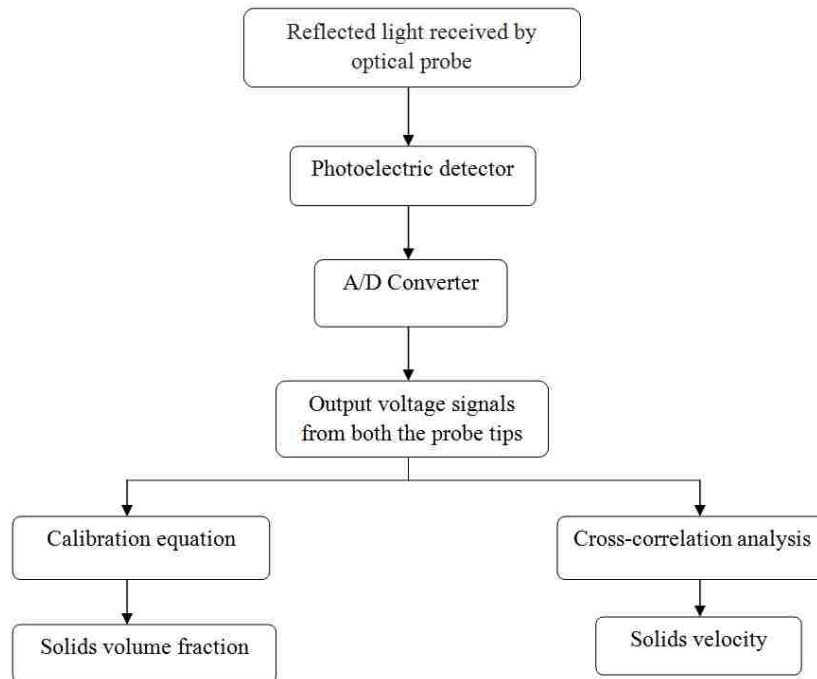 Reflected light received by
optical probe
Photoelectric detector
A/D Converter
Output voltage signals
from both the probe tips
Calibration equation
Cross-correlation analysis
Solids volume fraction
Solids velocity